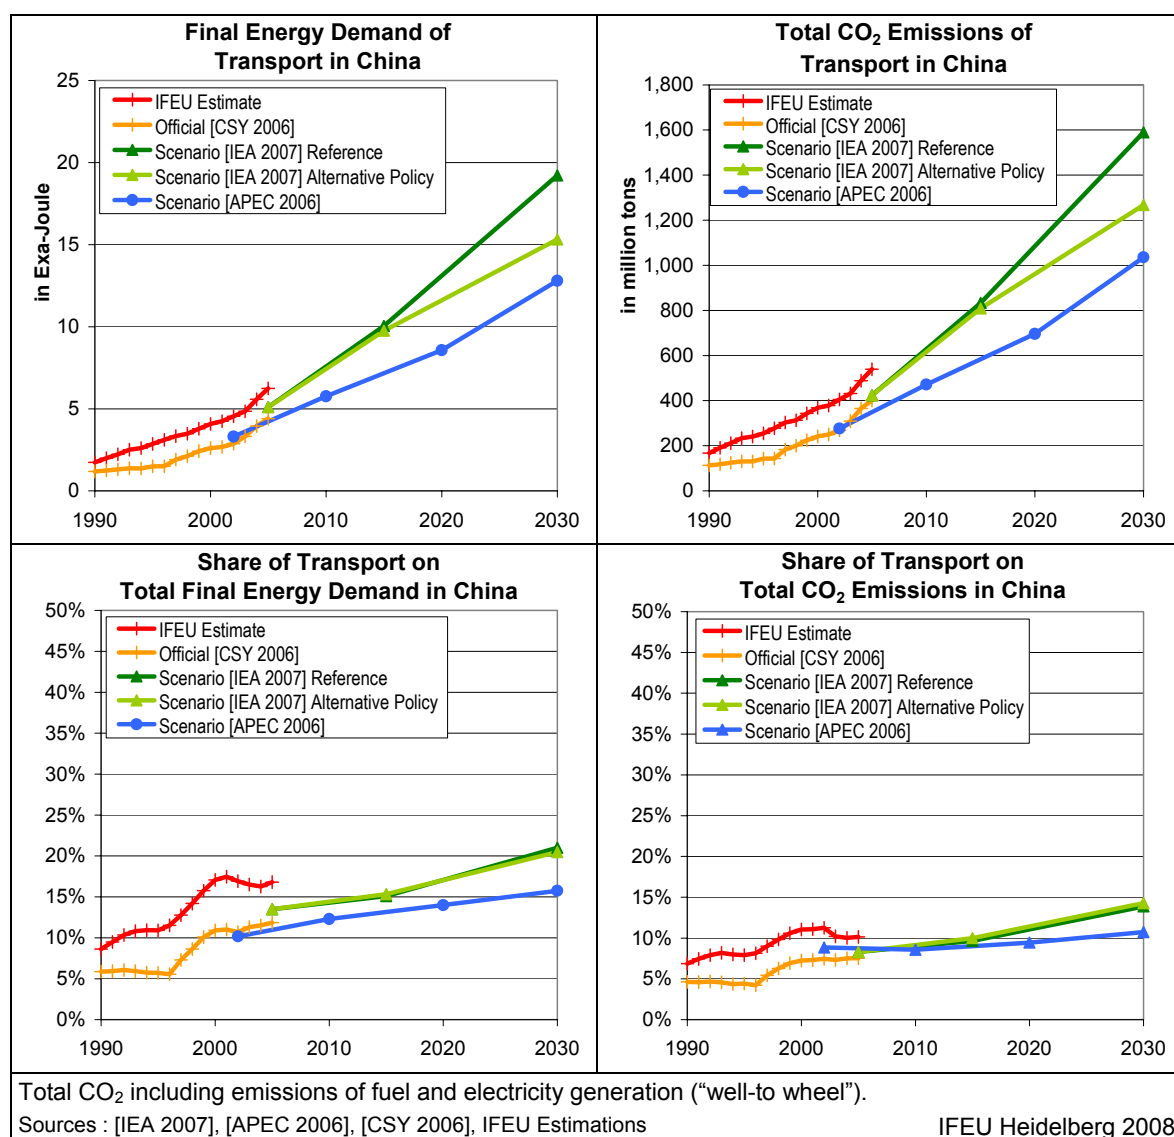 Final Energy Demand of
Transport in China
25
20
15
10
5
0
in Exa-Joule
IFEU Estimate
Official [CSY 2006]
Scenario [IEA 2007] Reference
Scenario [IEA 2007] Alternative Policy
Scenario [APEC 2006]
1990 2000 2010 2020 2030
Total CO₂ Emissions of
Transport in China
1,800
1,600
1,400
1,200
1,000
800
600
400
200
0
in million tons
IFEU Estimate
Official [CSY 2006]
Scenario [IEA 2007] Reference
Scenario [IEA 2007] Alternative Policy
Scenario [APEC 2006]
1990 2000 2010 2020 2030
Share of Transport on
Total Final Energy Demand in China
50%
45%
40%
35%
30%
25%
20%
15%
10%
5%
0%
IFEU Estimate
Official [CSY 2006]
Scenario [IEA 2007] Reference
Scenario [IEA 2007] Alternative Policy
Scenario [APEC 2006]
1990 2000 2010 2020 2030
Share of Transport on
Total CO₂ Emissions in China
50%
45%
40%
35%
30%
25%
20%
15%
10%
5%
0%
IFEU Estimate
Official [CSY 2006]
Scenario [IEA 2007] Reference
Scenario [IEA 2007] Alternative Policy
Scenario [APEC 2006]
1990 2000 2010 2020 2030
Total CO₂ including emissions of fuel and electricity generation (“well-to wheel”).
Sources : [IEA 2007], [APEC 2006], [CSY 2006], IFEU Estimations IFEU Heidelberg 2008